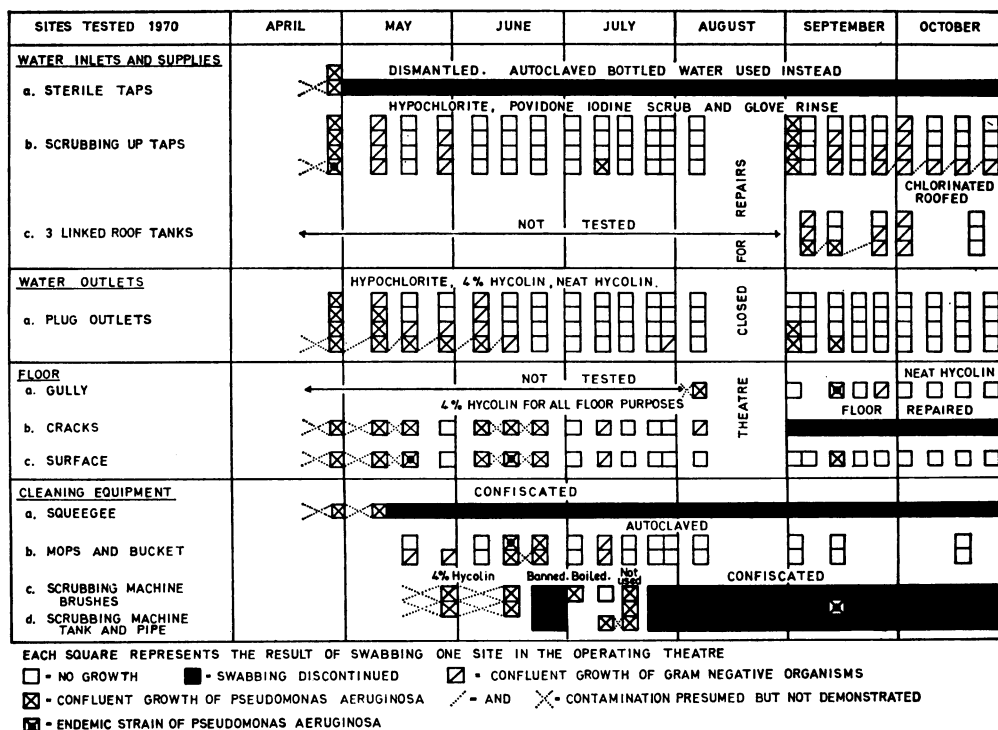 SITES TESTED 1970 APRIL MAY JUNE JULY AUGUST SEPTEMBER OCTOBER
WATER INLETS AND SUPPLIES
DISMANTLED. AUTOCLAVED BOTTLED WATER USED INSTEAD
a. STERILE TAPS
HYPOCHLORITE, POVIDONE IODINE SCRUB AND GLOVE RINSE
b. SCRUBBING UP TAPS
CHLORINATED
ROOFED
c. 3 LINKED ROOF TANKS
NOT TESTED
THEATRE CLOSED FOR REPAIRS
WATER OUTLETS
HYPOCHLORITE, 4% HYCOLIN, NEAT HYCOLIN.
a. PLUG OUTLETS
FLOOR
NOT TESTED
NEAT HYCOLIN
a. GULLY
4% HYCOLIN FOR ALL FLOOR PURPOSES
FLOOR REPAIRED
b. CRACKS
c. SURFACE
CLEANING EQUIPMENT
CONFISCATED
a. SQUEEGEE
AUTOCLAVED
b. MOPS AND BUCKET
4% Hycolin Banned. Boiled. Not used CONFISCATED
c. SCRUBBING MACHINE
BRUSHES
d. SCRUBBING MACHINE
TANK AND PIPE
EACH SQUARE REPRESENTS THE RESULT OF SWABBING ONE SITE IN THE OPERATING THEATRE
- NO GROWTH - SWABBING DISCONTINUED - CONFLUENT GROWTH OF GRAM NEGATIVE ORGANISMS
- CONFLUENT GROWTH OF PSEUDOMONAS AERUGINOSA - AND - CONTAMINATION PRESUMED BUT NOT DEMONSTRATED
- ENDEMIC STRAIN OF PSEUDOMONAS AERUGINOSA